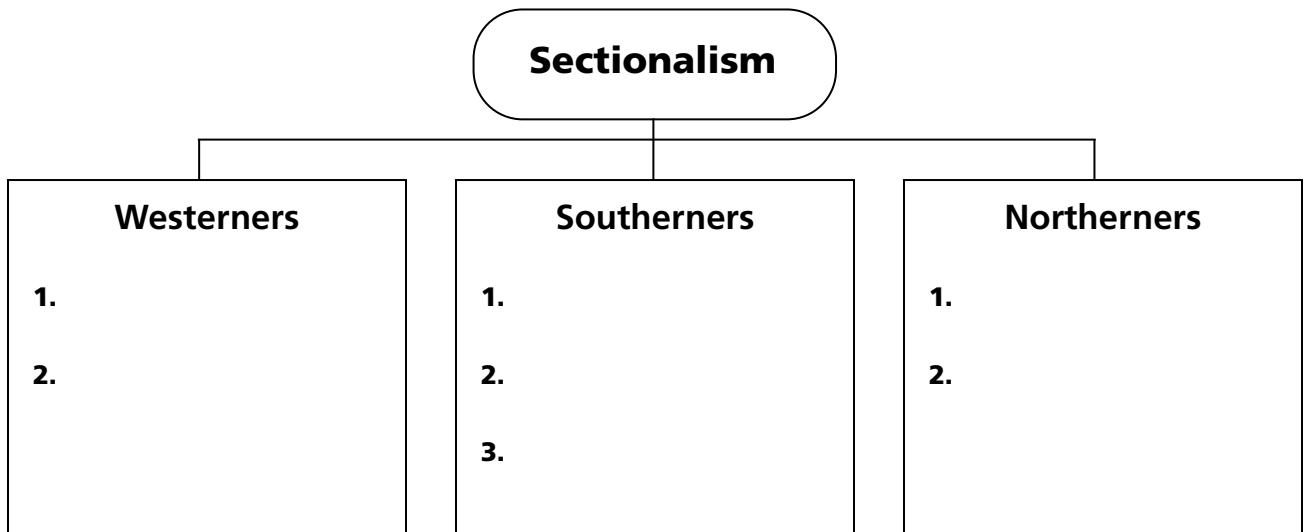 Sectionalism
Westerners
1.
2.
Southerners
1.
2.
3.
Northerners
1.
2.